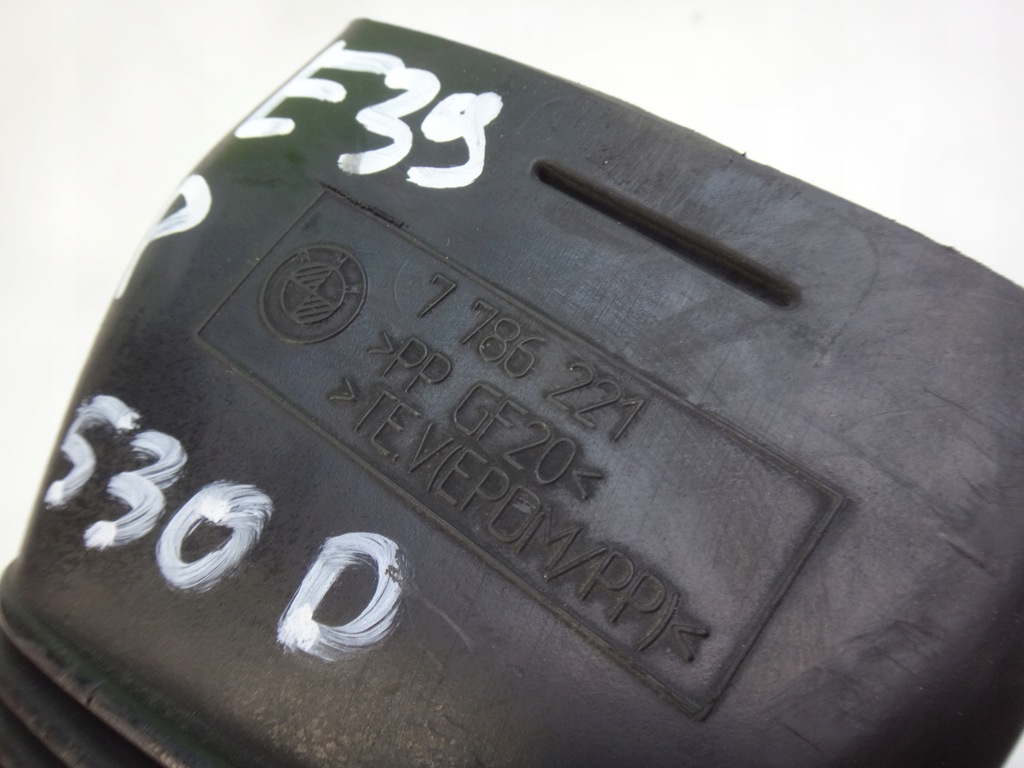 E39
P
7 786 221
>PP GF20<
>TE.V(EPDM/PP)<
530 D